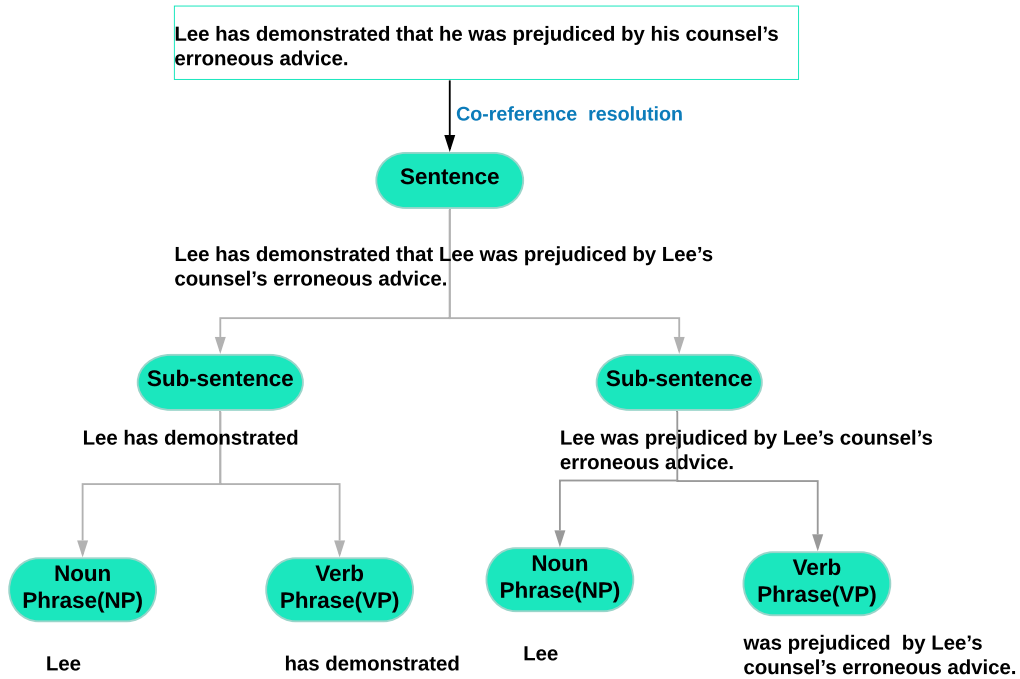 Lee has demonstrated that he was prejudiced by his counsel’s
erroneous advice.
Co-reference  resolution
Sentence
Lee has demonstrated that Lee was prejudiced by Lee’s
counsel’s erroneous advice.
Sub-sentence
Sub-sentence
Lee has demonstrated
Lee was prejudiced by Lee’s counsel’s
erroneous advice.
Noun
Phrase(NP)
Verb
Phrase(VP)
Noun
Phrase(NP)
Verb
Phrase(VP)
Lee
has demonstrated
Lee
was prejudiced  by Lee’s
counsel’s erroneous advice.